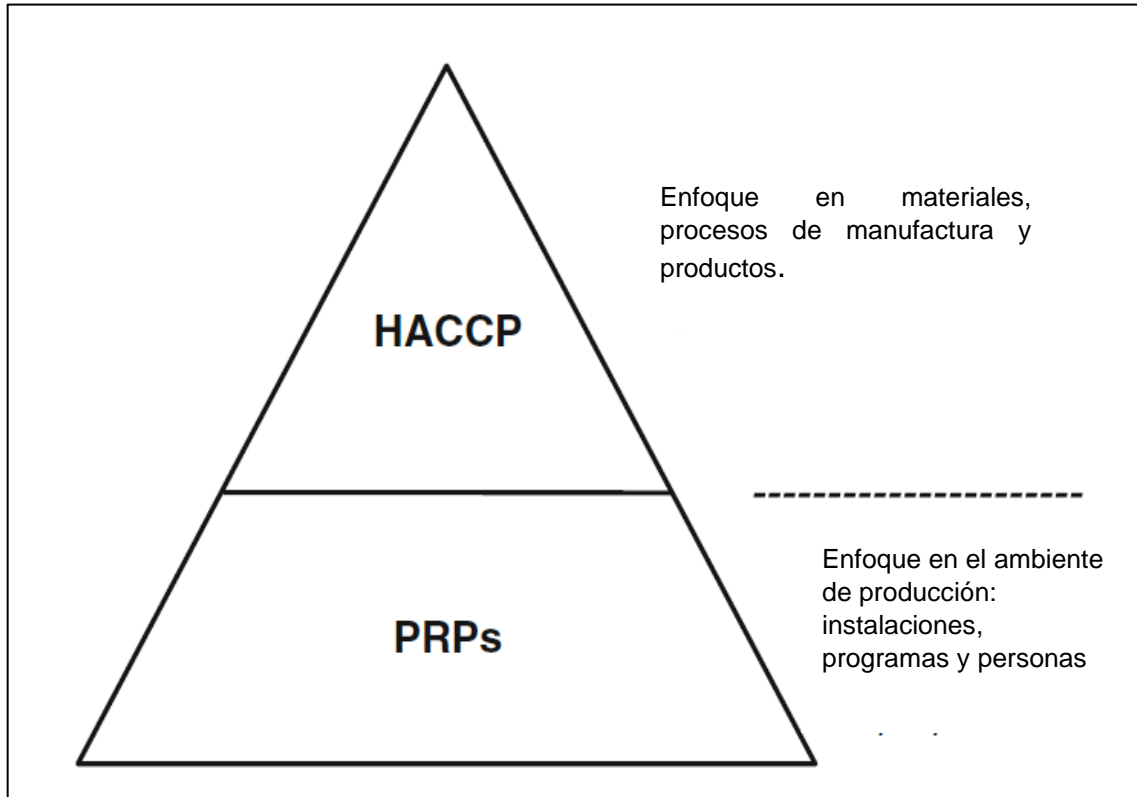 Enfoque en materiales,
procesos de manufactura y
productos.
HACCP
Enfoque en el ambiente
de producción:
instalaciones,
programas y personas
PRPs